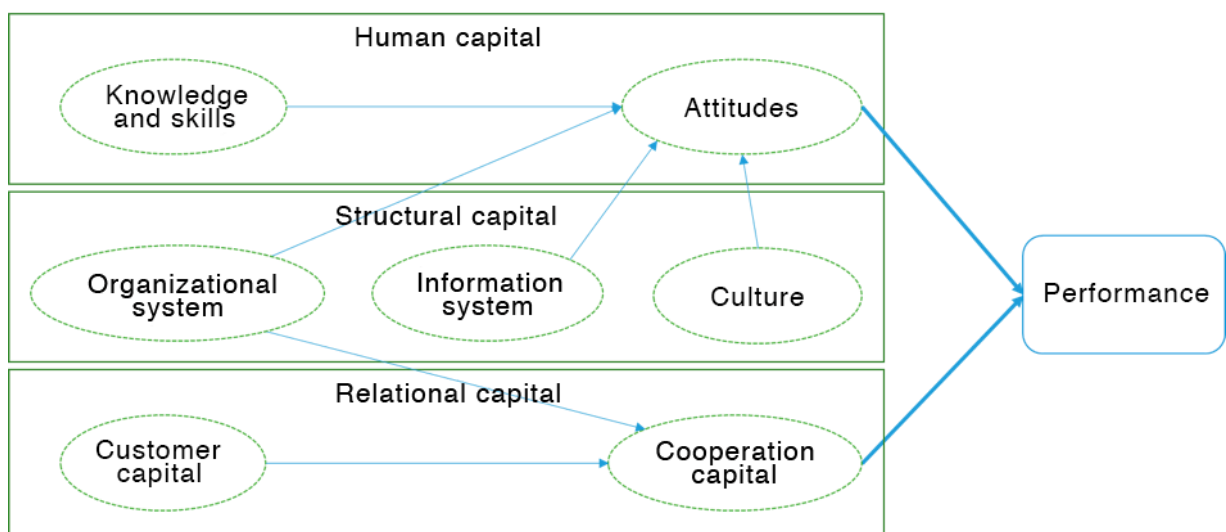 Human capital
Knowledge
and skills
Attitudes
Structural capital
Organizational
system
Information
system
Culture
Performance
Relational capital
Customer
capital
Cooperation
capital